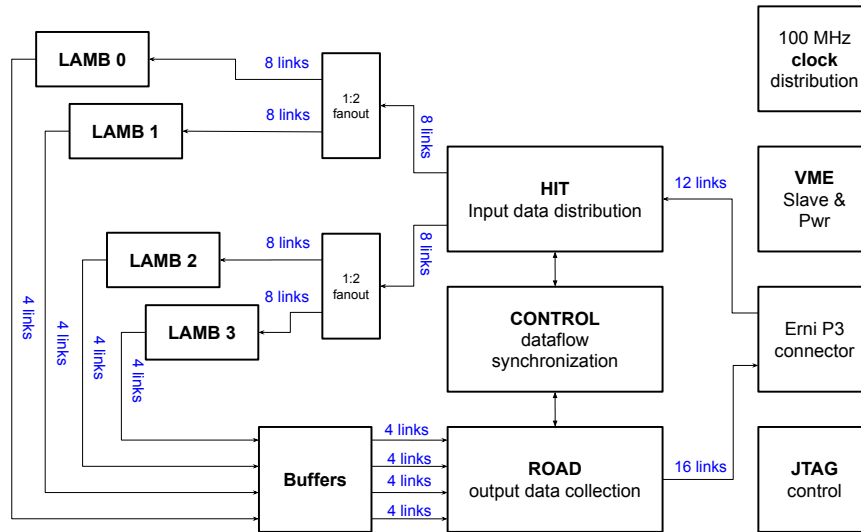 LAMB 0
8 links
1:2
fanout
100 MHz
clock
distribution
LAMB 1
8 links
8 links
HIT
Input data distribution
12 links
VME
Slave &
Pwr
LAMB 2
8 links
1:2
fanout
8 links
LAMB 3
8 links
CONTROL
dataflow
synchronization
Erni P3
connector
4 links
4 links
4 links
4 links
Buffers
4 links
4 links
4 links
4 links
ROAD
output data collection
16 links
JTAG
control